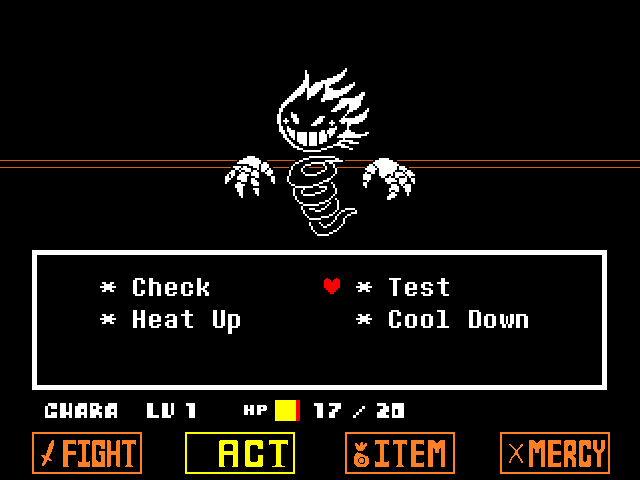 * Check * Test
* Heat Up * Cool Down
CHARA LV 1 HP 17 / 20
FIGHT ACT ITEM MERCY